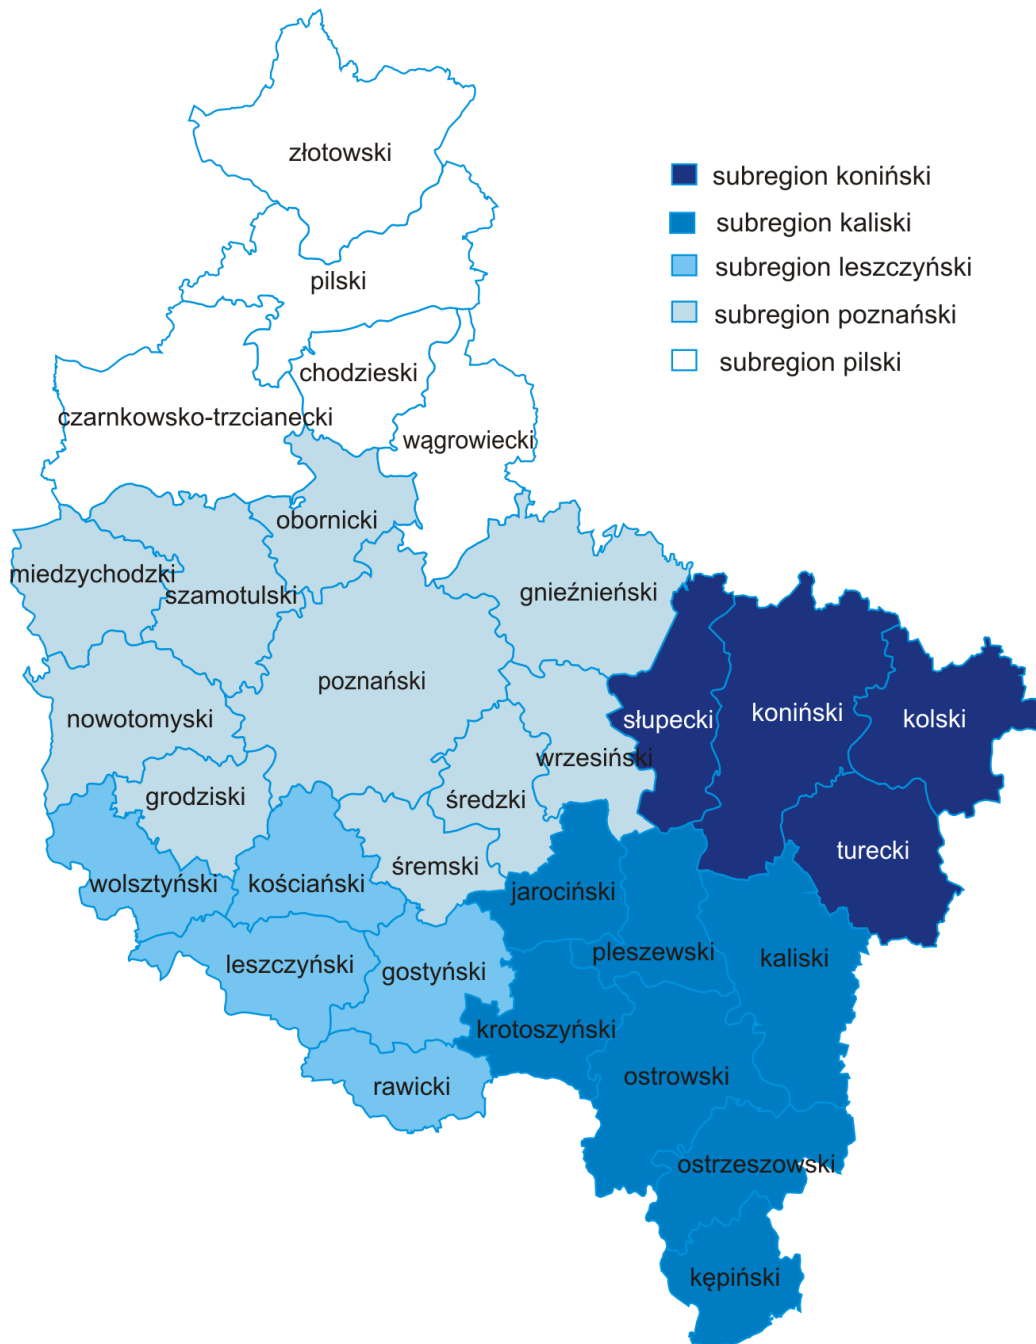 złotowski
subregion koniński
subregion kaliski
subregion leszczyński
pilski
subregion poznański
subregion pilski
chodzieski
czarnkowsko-trzcianecki
wągrowiecki
obornicki
miedzychodzki
szamotulski
gnieźnieński
poznański
nowotomyski
słupecki
koniński
kolski
wrzesiński
grodziski
średzki
turecki
śremski
wolsztyński
kościański
jarociński
pleszewski
kaliski
leszczyński
gostyński
krotoszyński
ostrowski
rawicki
ostrzeszowski
kępiński